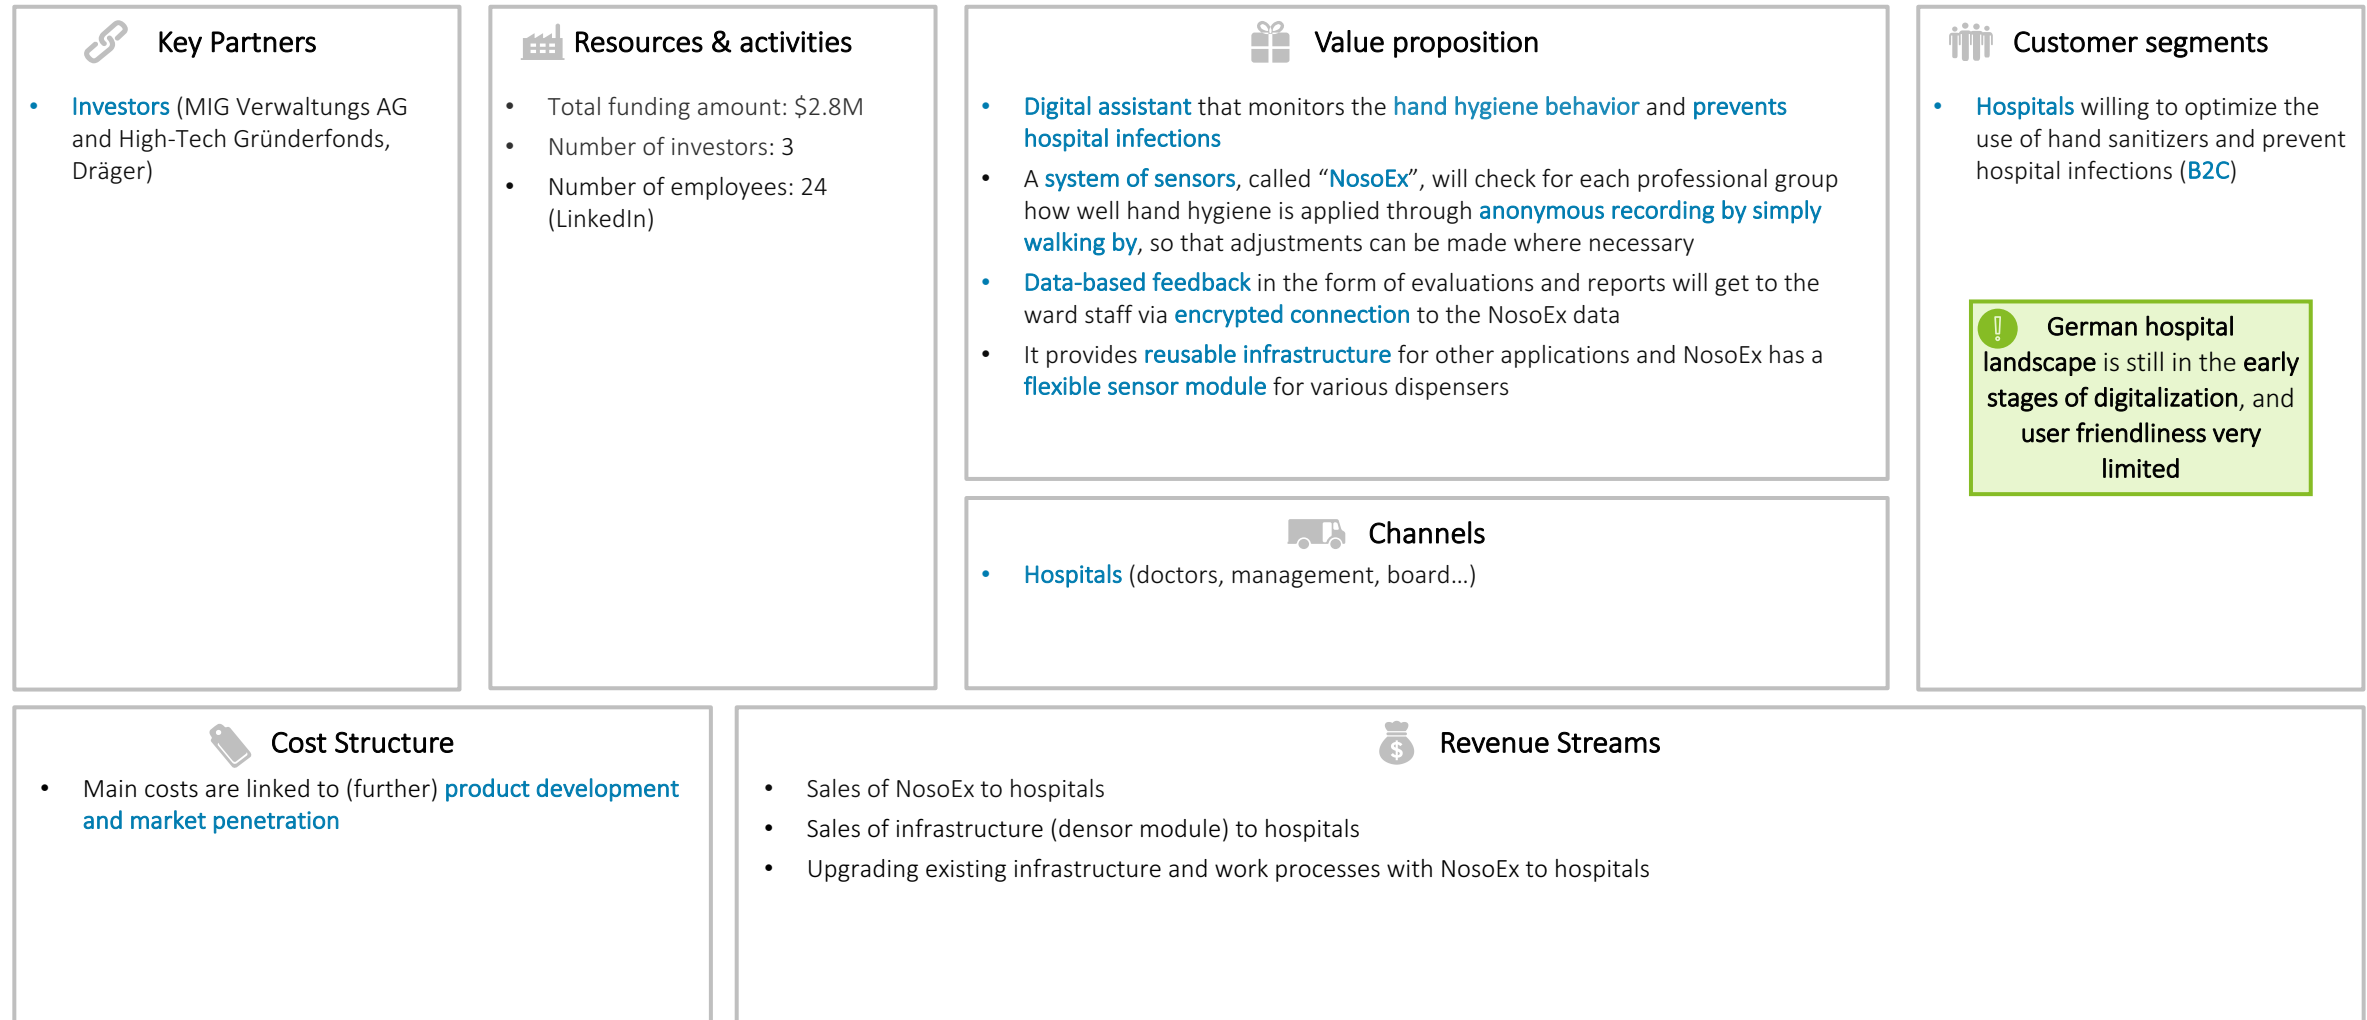 Key Partners
• Investors (MIG Verwaltungs AG
and High-Tech Gründerfonds,
Dräger)
Resources & activities
• Total funding amount: $2.8M
• Number of investors: 3
• Number of employees: 24
(LinkedIn)
Value proposition
• Digital assistant that monitors the hand hygiene behavior and prevents
hospital infections
• A system of sensors, called “NosoEx”, will check for each professional group
how well hand hygiene is applied through anonymous recording by simply
walking by, so that adjustments can be made where necessary
• Data-based feedback in the form of evaluations and reports will get to the
ward staff via encrypted connection to the NosoEx data
• It provides reusable infrastructure for other applications and NosoEx has a
flexible sensor module for various dispensers
Channels
• Hospitals (doctors, management, board…)
Customer segments
• Hospitals willing to optimize the
use of hand sanitizers and prevent
hospital infections (B2C)
! German hospital
landscape is still in the early
stages of digitalization, and
user friendliness very
limited
Cost Structure
• Main costs are linked to (further) product development
and market penetration
$ Revenue Streams
• Sales of NosoEx to hospitals
• Sales of infrastructure (densor module) to hospitals
• Upgrading existing infrastructure and work processes with NosoEx to hospitals